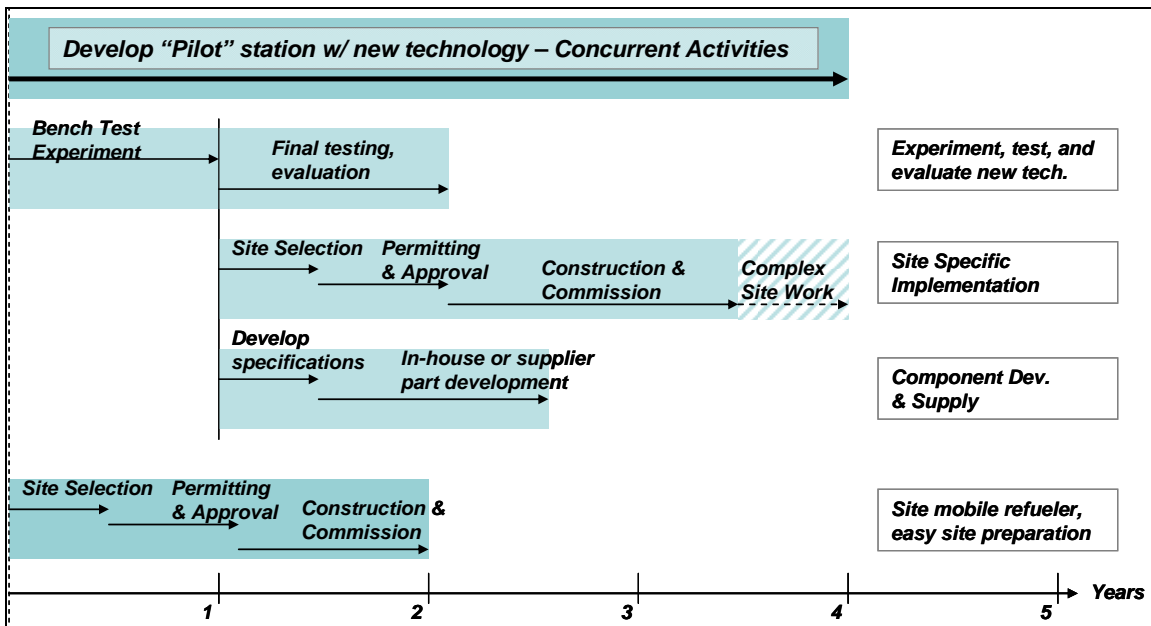 Develop “Pilot” station w/ new technology – Concurrent Activities
Bench Test
Experiment
Final testing,
evaluation
Experiment, test, and
evaluate new tech.
Site Selection
Permitting
& Approval
Construction &
Commission
Complex
Site Work
Site Specific
Implementation
Develop
specifications
In-house or supplier
part development
Component Dev.
& Supply
Site Selection
Permitting
& Approval
Construction &
Commission
Site mobile refueler,
easy site preparation
1
2
3
4
5
Years